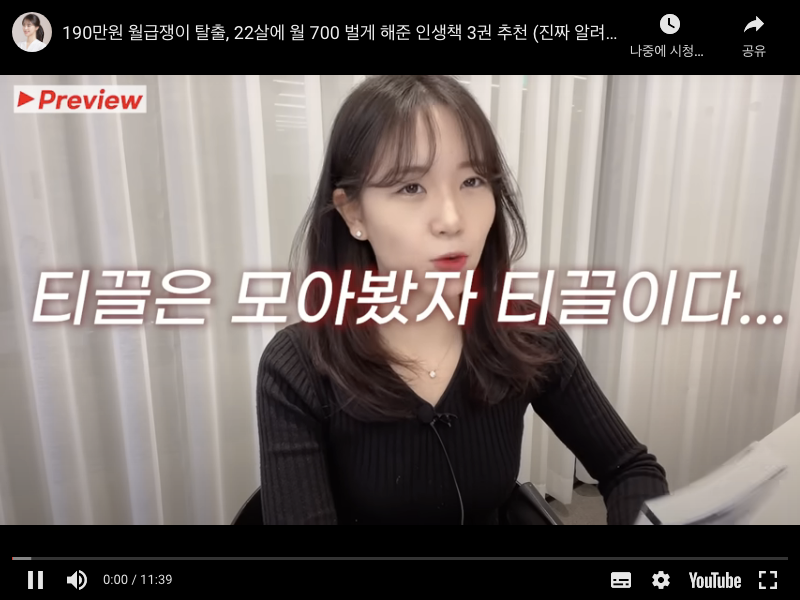 190만원 월급쟁이 탈출, 22살에 월 700 벌게 해준 인생책 3권 추천 (진짜 알려...
나중에 시청...
공유
Preview
티끌은 모아봤자 티끌이다...
0:00 / 11:39
YouTube